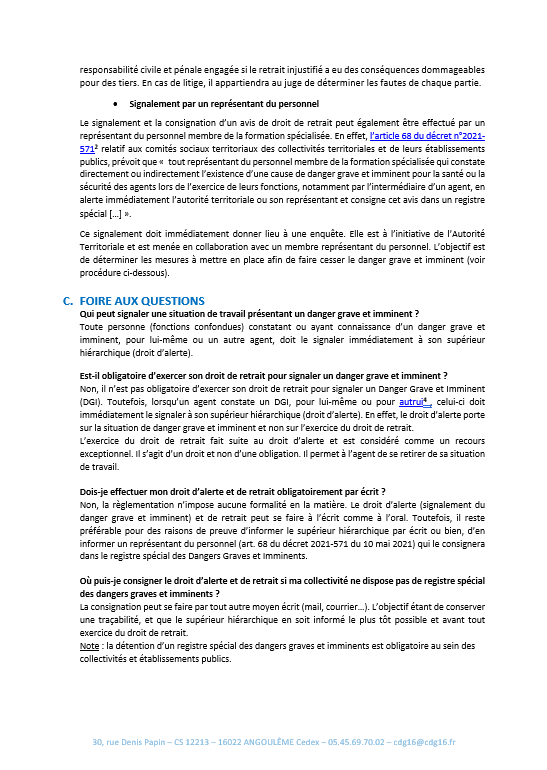 responsabilité civile et pénale engagée si le retrait injustifié a eu des conséquences dommageables
pour des tiers. En cas de litige, il appartiendra au juge de déterminer les fautes de chaque partie.
• Signalement par un représentant du personnel
Le signalement et la consignation d'un avis de droit de retrait peut également être effectué par un
représentant du personnel membre de la formation spécialisée. En effet, l'article 68 du décret n°2021-
571² relatif aux comités sociaux territoriaux des collectivités territoriales et de leurs établissements
publics, prévoit que « tout représentant du personnel membre de la formation spécialisée qui constate
directement ou indirectement l'existence d'une cause de danger grave et imminent pour la santé ou la
sécurité des agents lors de l'exercice de leurs fonctions, notamment par l'intermédiaire d'un agent, en
alerte immédiatement l'autorité territoriale ou son représentant et consigne cet avis dans un registre
spécial […] ».
Ce signalement doit immédiatement donner lieu à une enquête. Elle est à l'initiative de l'Autorité
Territoriale et est menée en collaboration avec un membre représentant du personnel. L'objectif est
de déterminer les mesures à mettre en place afin de faire cesser le danger grave et imminent (voir
procédure ci-dessous).
C. FOIRE AUX QUESTIONS
Qui peut signaler une situation de travail présentant un danger grave et imminent ?
Toute personne (fonctions confondues) constatant ou ayant connaissance d'un danger grave et
imminent, pour lui-même ou un autre agent, doit le signaler immédiatement à son supérieur
hiérarchique (droit d'alerte).
Est-il obligatoire d'exercer son droit de retrait pour signaler un danger grave et imminent ?
Non, il n'est pas obligatoire d'exercer son droit de retrait pour signaler un Danger Grave et Imminent
(DGI). Toutefois, lorsqu'un agent constate un DGI, pour lui-même ou pour autrui⁴ , celui-ci doit
immédiatement le signaler à son supérieur hiérarchique (droit d'alerte). En effet, le droit d'alerte porte
sur la situation de danger grave et imminent et non sur l'exercice du droit de retrait.
L'exercice du droit de retrait fait suite au droit d'alerte et est considéré comme un recours
exceptionnel. Il s'agit d'un droit et non d'une obligation. Il permet à l'agent de se retirer de sa situation
de travail.
Dois-je effectuer mon droit d'alerte et de retrait obligatoirement par écrit ?
Non, la règlementation n'impose aucune formalité en la matière. Le droit d'alerte (signalement du
danger grave et imminent) et de retrait peut se faire à l'écrit comme à l'oral. Toutefois, il reste
préférable pour des raisons de preuve d'informer le supérieur hiérarchique par écrit ou bien, d'en
informer un représentant du personnel (art. 68 du décret 2021-571 du 10 mai 2021) qui le consignera
dans le registre spécial des Dangers Graves et Imminents.
Où puis-je consigner le droit d'alerte et de retrait si ma collectivité ne dispose pas de registre spécial
des dangers graves et imminents ?
La consignation peut se faire par tout autre moyen écrit (mail, courrier…). L'objectif étant de conserver
une traçabilité, et que le supérieur hiérarchique en soit informé le plus tôt possible et avant tout
exercice du droit de retrait.
Note : la détention d'un registre spécial des dangers graves et imminents est obligatoire au sein des
collectivités et établissements publics.
30, rue Denis Papin – CS 12213 – 16022 ANGOULÊME Cedex – 05.45.69.70.02 – cdg16@cdg16.fr